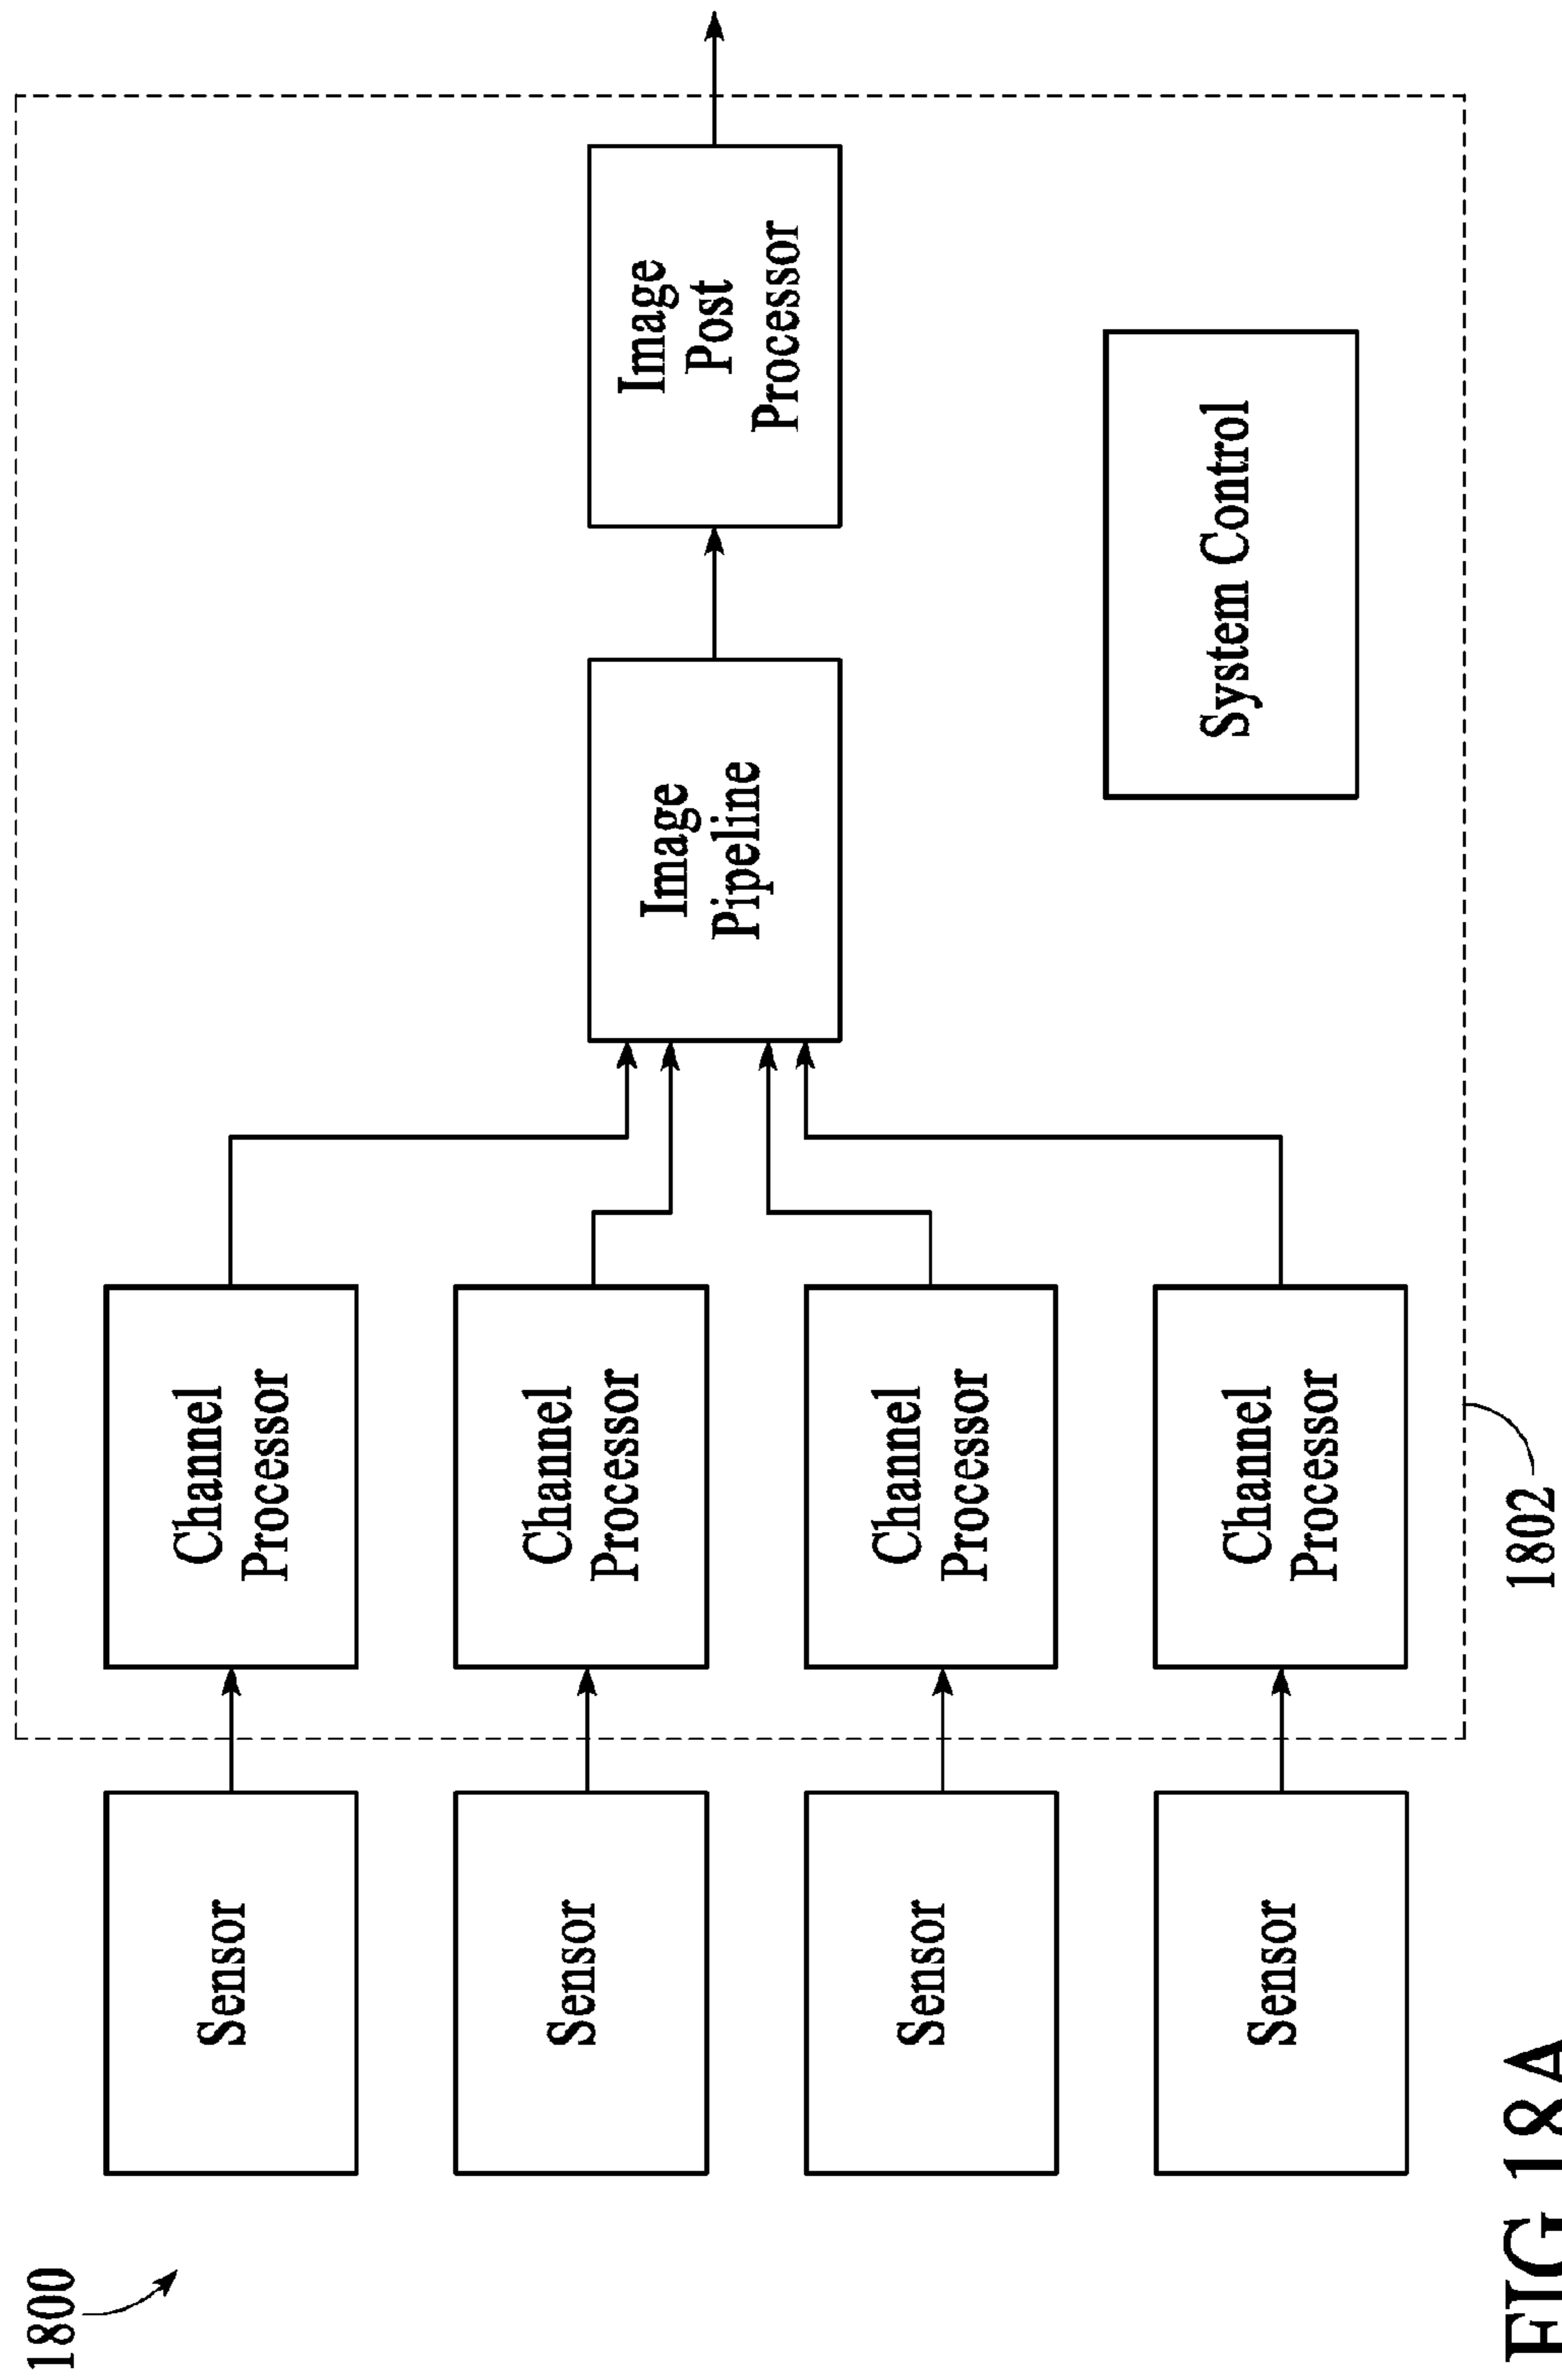 1800
Sensor
Channel
Processor
Sensor
Channel
Processor
Image
Pipeline
Image
Post
Processor
Sensor
Channel
Processor
Sensor
Channel
Processor
System Control
1802
FIG 18A